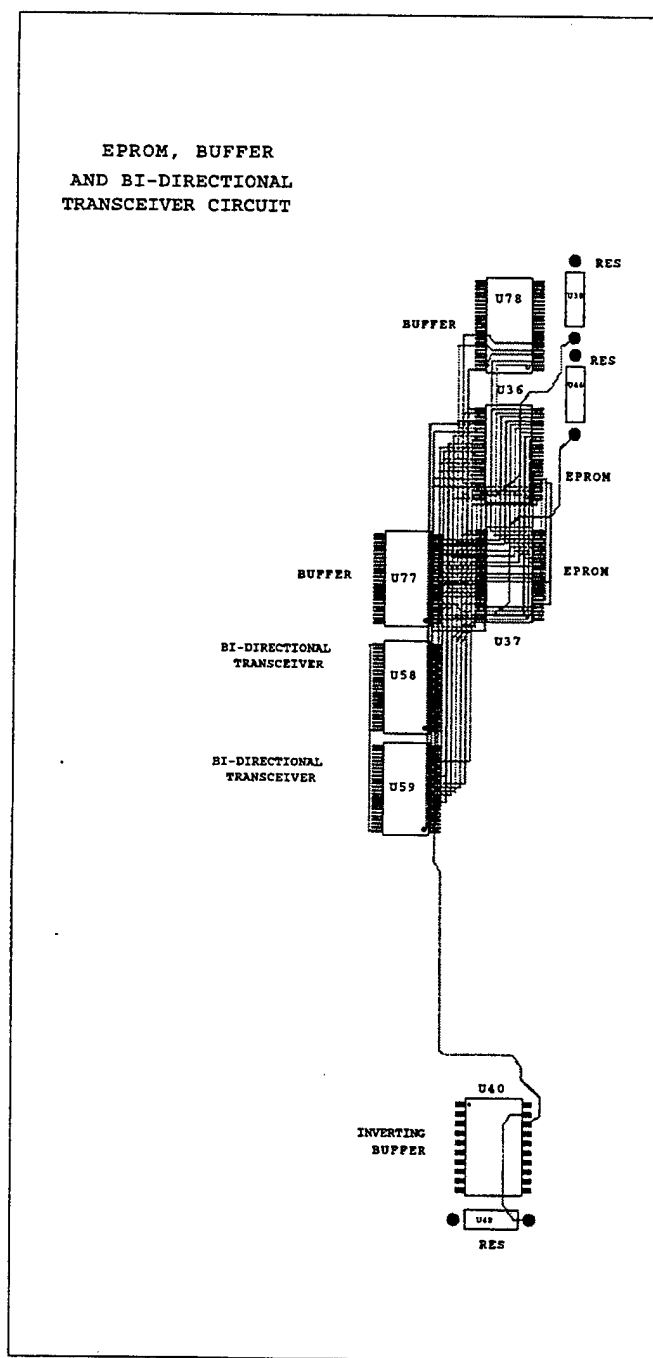 EPROM, BUFFER
AND BI-DIRECTIONAL
TRANSCEIVER CIRCUIT
RES
U78
BUFFER
RES
U36
EPROM
BUFFER
U77
EPROM
U37
BI-DIRECTIONAL
TRANSCEIVER
U58
BI-DIRECTIONAL
TRANSCEIVER
U59
U40
INVERTING
BUFFER
RES